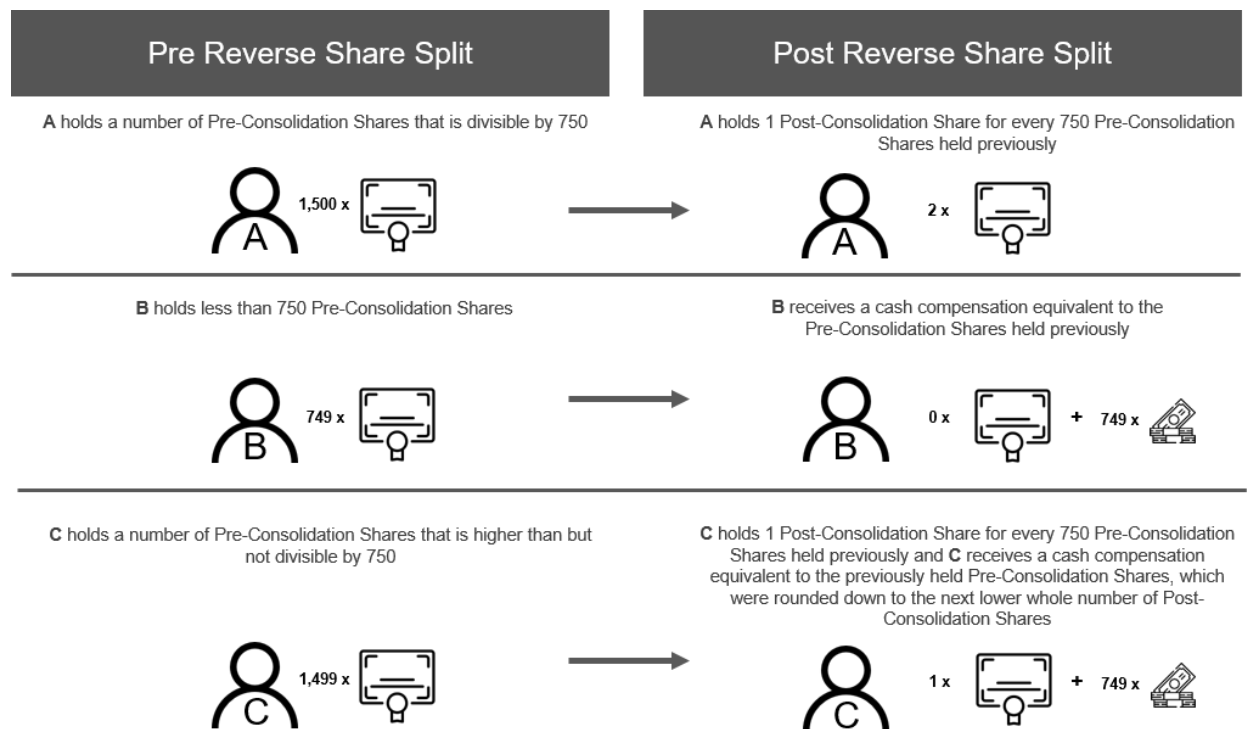 Pre Reverse Share Split
Post Reverse Share Split
A holds a number of Pre-Consolidation Shares that is divisible by 750
A holds 1 Post-Consolidation Share for every 750 Pre-Consolidation
Shares held previously
1,500 x
A
2 x
A
B holds less than 750 Pre-Consolidation Shares
B receives a cash compensation equivalent to the
Pre-Consolidation Shares held previously
749 x
B
0 x
+ 749 x
B
C holds a number of Pre-Consolidation Shares that is higher than but
not divisible by 750
C holds 1 Post-Consolidation Share for every 750 Pre-Consolidation
Shares held previously and C receives a cash compensation
equivalent to the previously held Pre-Consolidation Shares, which
were rounded down to the next lower whole number of Post-
Consolidation Shares
1,499 x
C
1 x
+ 749 x
C